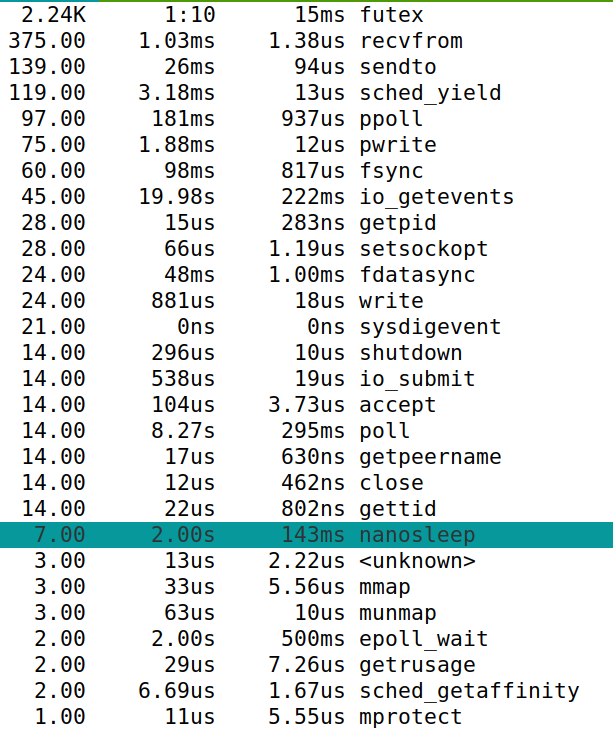 2.24K 1:10 15ms futex
375.00 1.03ms 1.38us recvfrom
139.00 26ms 94us sendto
119.00 3.18ms 13us sched_yield
97.00 181ms 937us ppoll
75.00 1.88ms 12us pwrite
60.00 98ms 817us fsync
45.00 19.98s 222ms io_getevents
28.00 15us 283ns getpid
28.00 66us 1.19us setsockopt
24.00 48ms 1.00ms fdatasync
24.00 881us 18us write
21.00 0ns 0ns sysdigevent
14.00 296us 10us shutdown
14.00 538us 19us io_submit
14.00 104us 3.73us accept
14.00 8.27s 295ms poll
14.00 17us 630ns getpeername
14.00 12us 462ns close
14.00 22us 802ns gettid
7.00 2.00s 143ms nanosleep
3.00 13us 2.22us <unknown>
3.00 33us 5.56us mmap
3.00 63us 10us munmap
2.00 2.00s 500ms epoll_wait
2.00 29us 7.26us getrusage
2.00 6.69us 1.67us sched_getaffinity
1.00 11us 5.55us mprotect